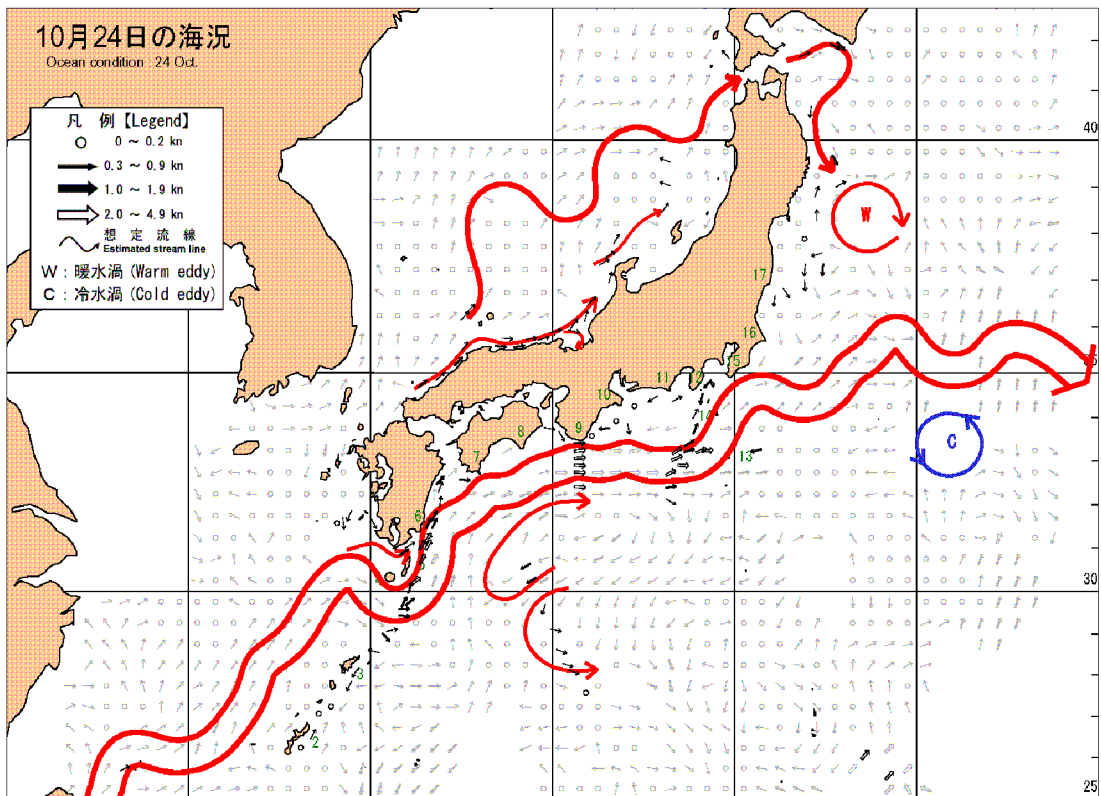 10月24日の海況
Ocean condition : 24 Oct.
凡 例【Legend】
0 ～ 0.2 kn
0.3 ～ 0.9 kn
1.0 ～ 1.9 kn
2.0 ～ 4.9 kn
想 定 流 線
Estimated stream line
W : 暖水渦 (Warm eddy)
C : 冷水渦 (Cold eddy)
40
W
17
16
5
12
11
10
14
9
8
7
13
C
6
30
3
2
25